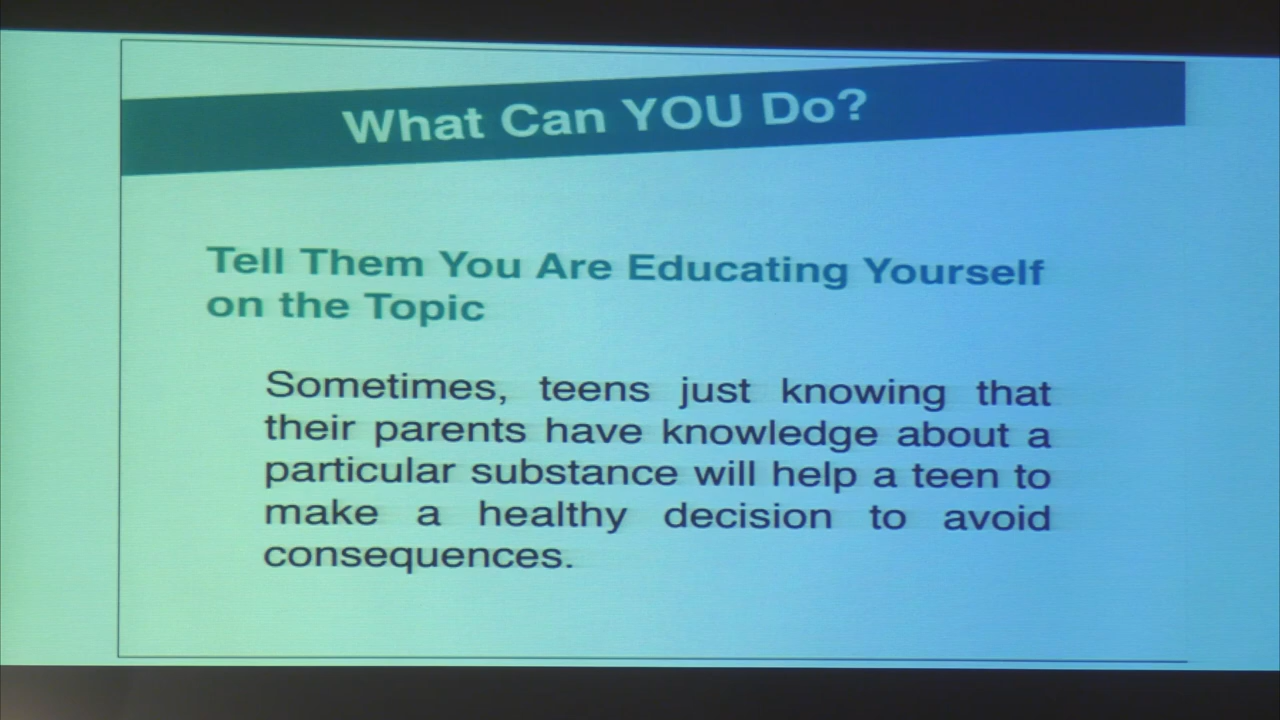 What Can YOU Do?
Tell Them You Are Educating Yourself
on the Topic
Sometimes, teens just knowing that
their parents have knowledge about a
particular substance will help a teen to
make a healthy decision to avoid
consequences.